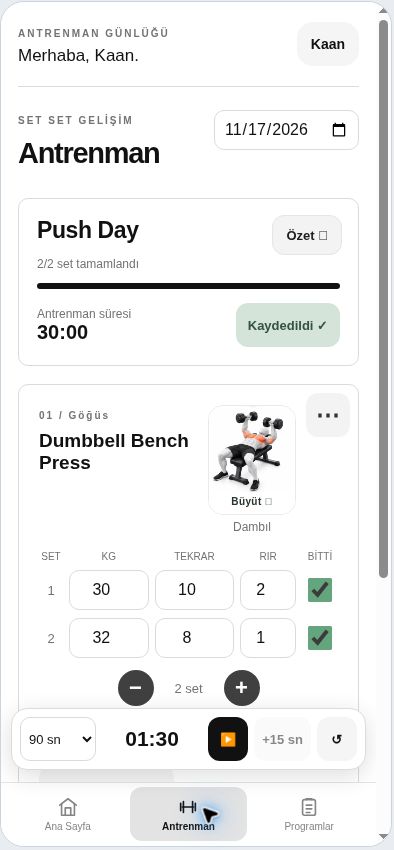 ANTRENMAN GÜNLÜĞÜ
Merhaba, Kaan.
Kaan
SET SET GELİŞİM
Antrenman
11/17/2026
Push Day
Özet
2/2 set tamamlandı
Antrenman süresi
30:00
Kaydedildi ✓
01 / Göğüs
Dumbbell Bench
Press
Büyüt
Dambıl
SET KG TEKRAR RIR BİTTİ
1 30 10 2
2 32 8 1
− 2 set +
90 sn 01:30 +15 sn ↺
Ana Sayfa Antrenman Programlar